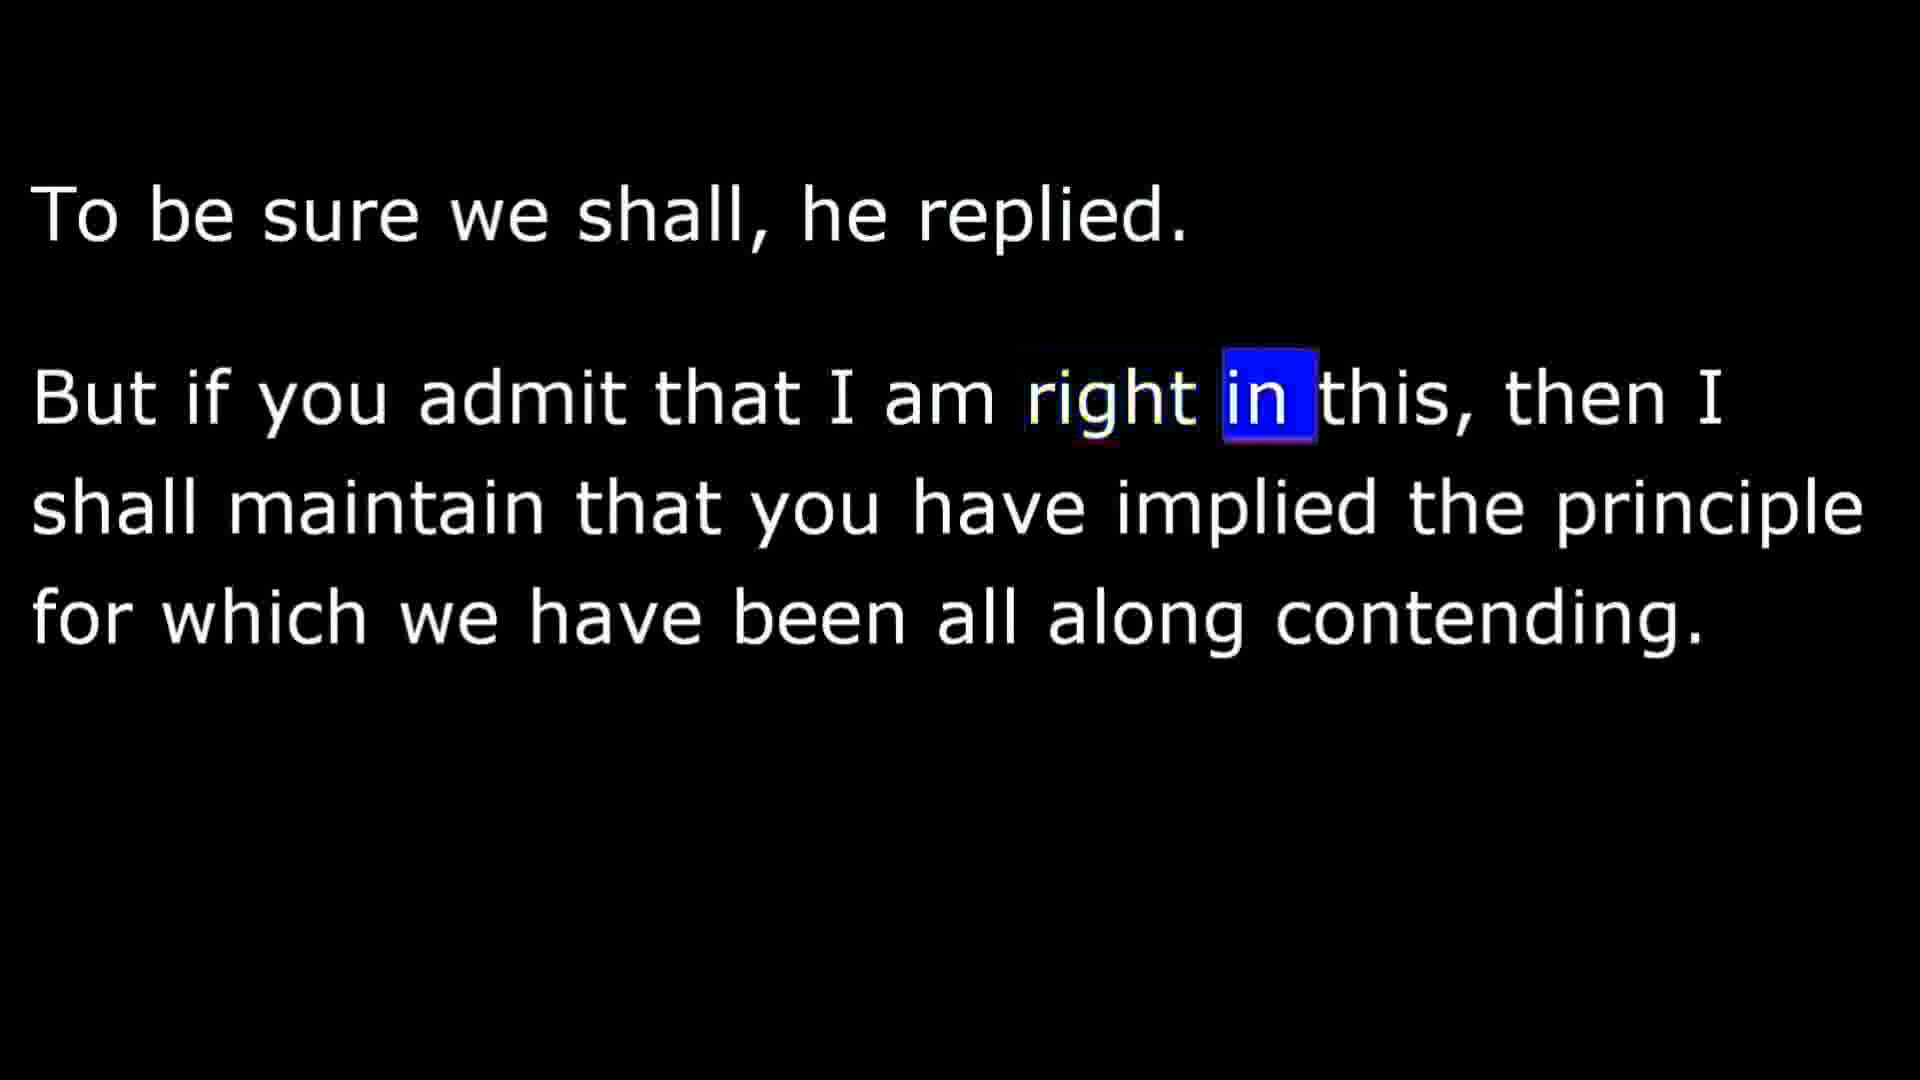 To be sure we shall, he replied.
But if you admit that I am right in this, then I
shall maintain that you have implied the principle
for which we have been all along contending.